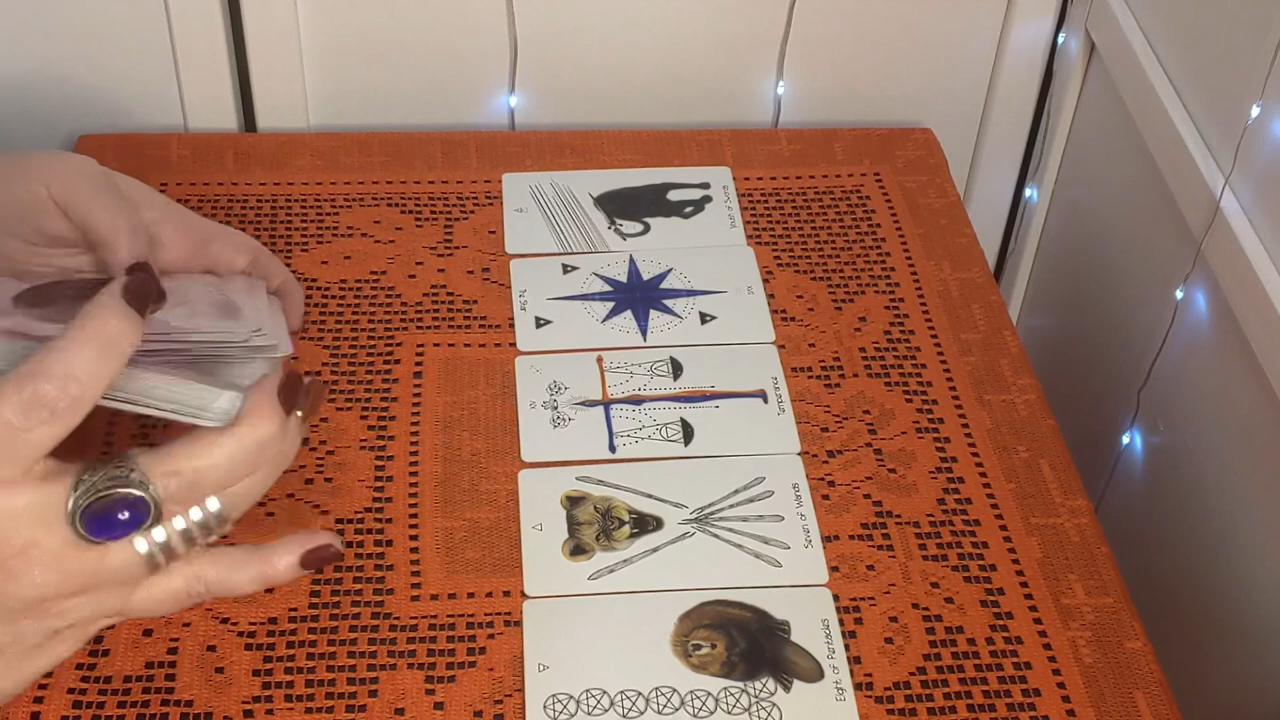 Youth of Swords
The Star
XVII
XIV
Temperance
Seven of Wands
Eight of Pentacles